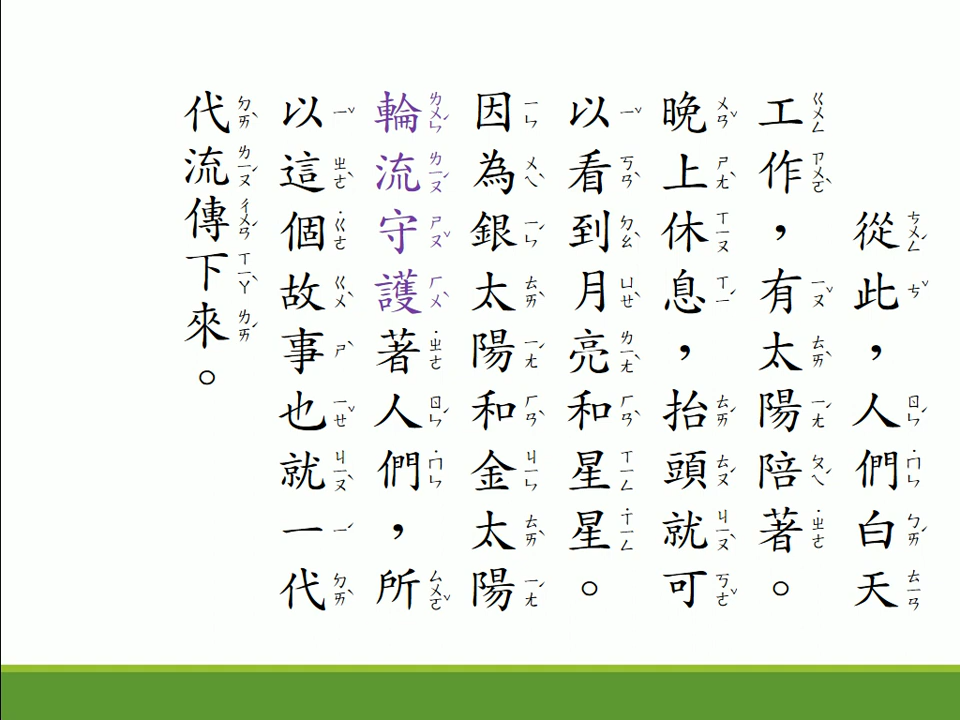 從此，人們白天
工作，有太陽陪著。
晚上休息，抬頭就可
以看到月亮和星星。
因為銀太陽和金太陽
輪流守護著人們，所
以這個故事也就一代
代流傳下來。